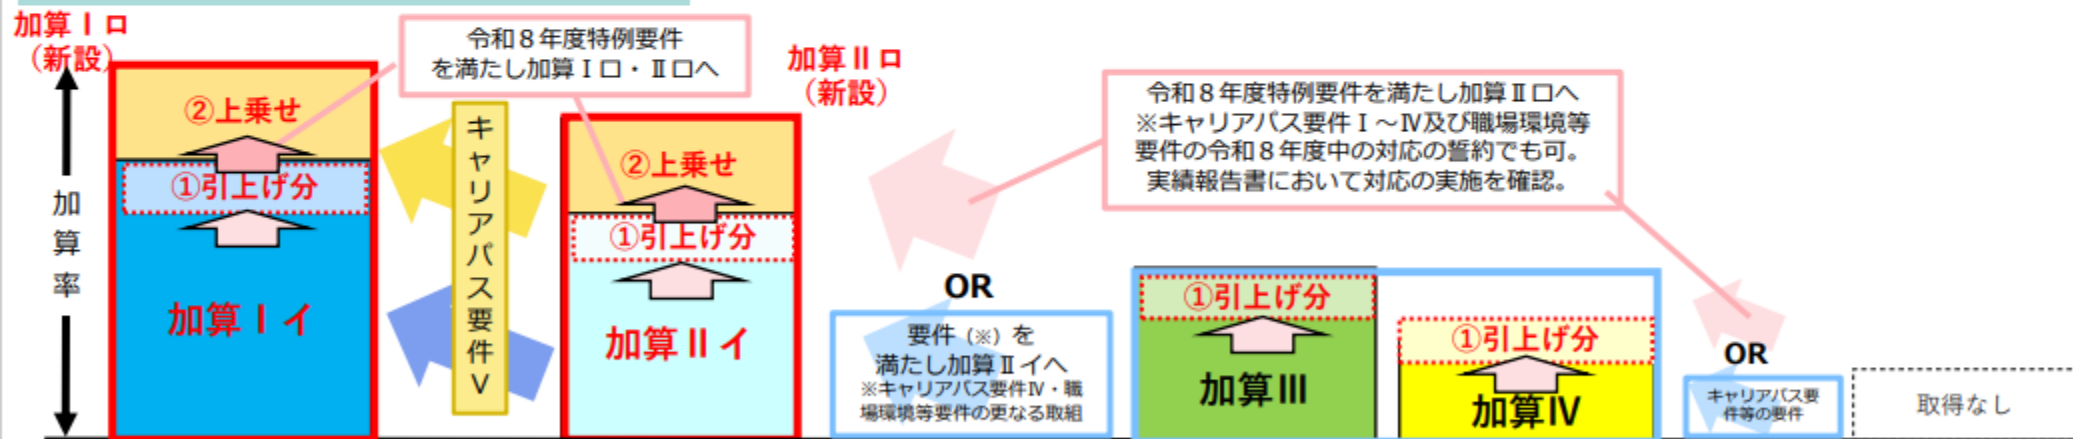 加算Ⅰロ
（新設）
加算率
②上乗せ
①引上げ分
加算Ⅰイ
令和８年度特例要件
を満たし加算Ⅰロ・Ⅱロへ
キャリアパス要件Ⅴ
加算Ⅱロ
（新設）
②上乗せ
①引上げ分
加算Ⅱイ
令和８年度特例要件を満たし加算Ⅱロへ
※キャリアパス要件Ⅰ～Ⅳ及び職場環境等
要件の令和８年度中の対応の誓約でも可。
実績報告書において対応の実施を確認。
OR
要件（※）を
満たし加算Ⅱイへ
※キャリアパス要件Ⅳ・職
場環境等要件の更なる取組
①引上げ分
加算Ⅲ
①引上げ分
加算Ⅳ
OR
キャリアパス要
件等の要件
取得なし